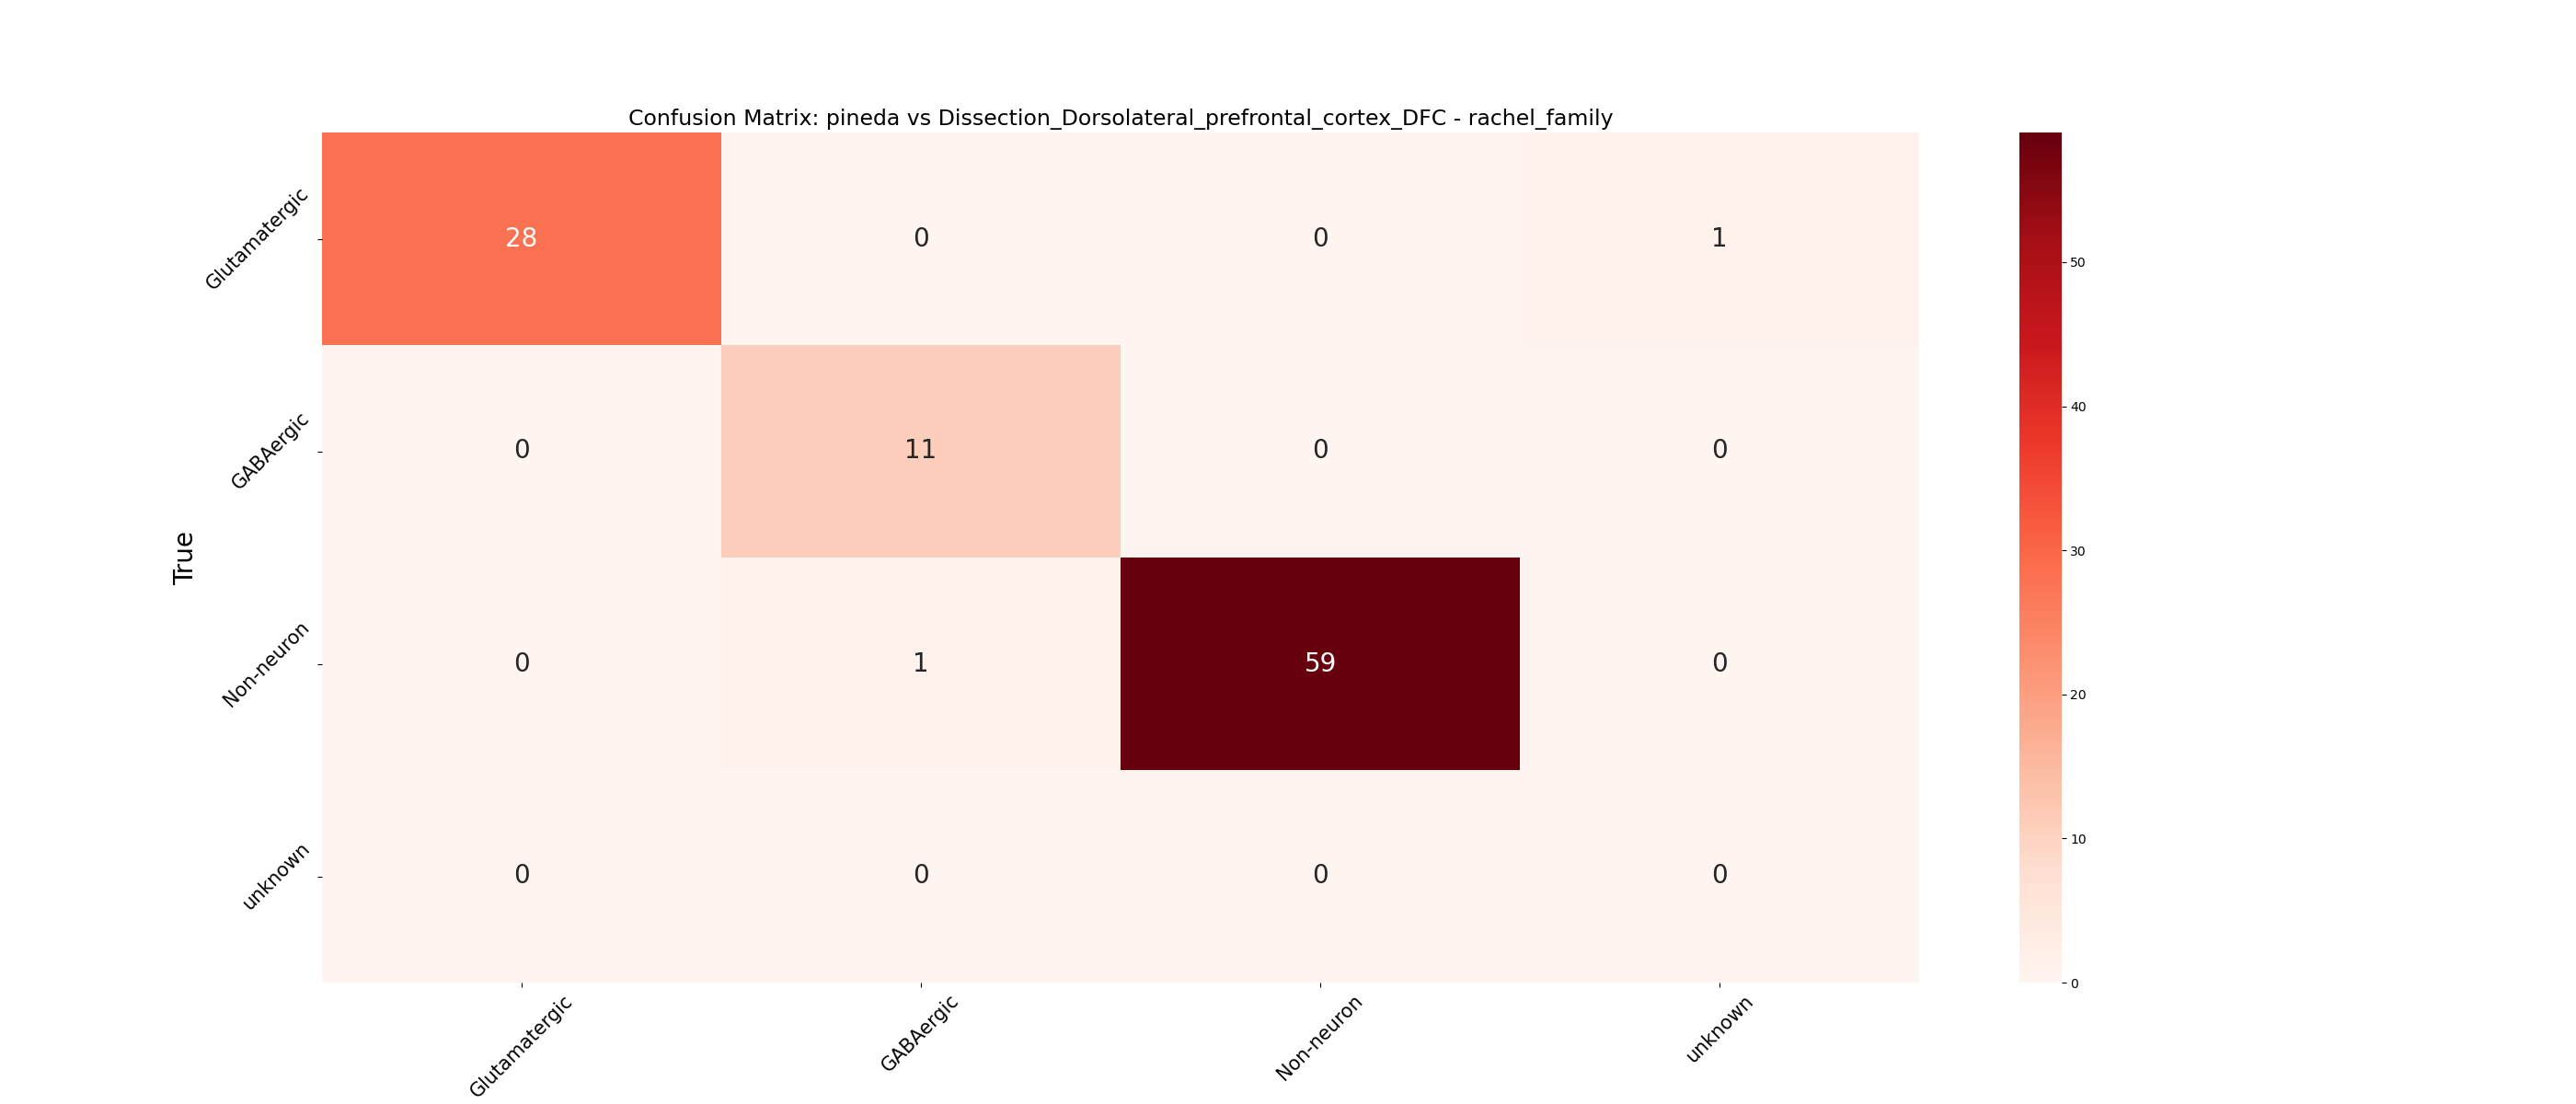 Confusion Matrix: pineda vs Dissection_Dorsolateral_prefrontal_cortex_DFC - rachel_family
True
Glutamatergic
28 0 0 1
GABAergic
0 11 0 0
Non-neuron
0 1 59 0
unknown
0 0 0 0
Glutamatergic GABAergic Non-neuron unknown
50
40
30
20
10
0